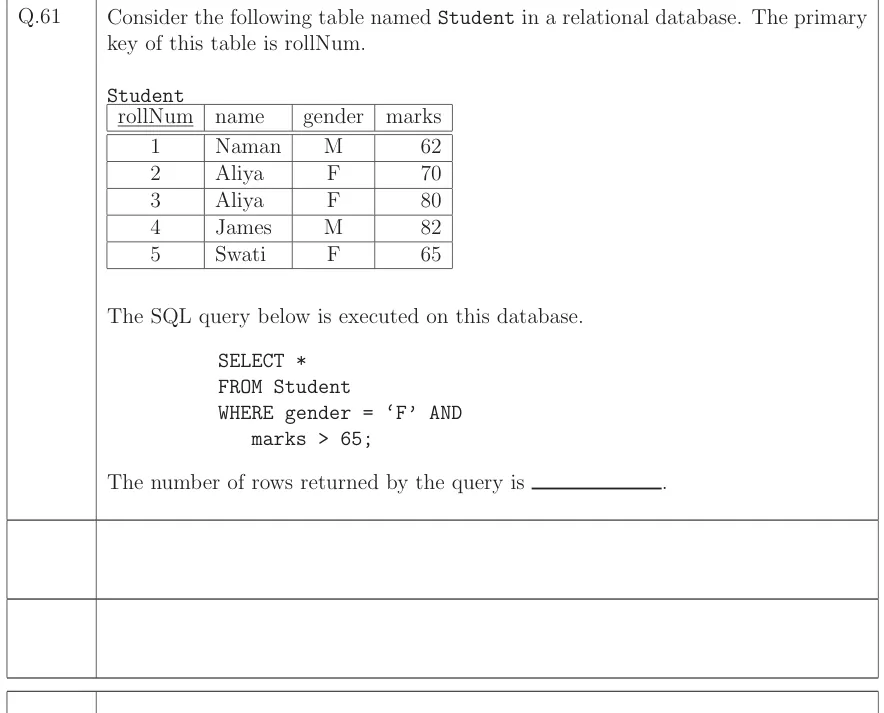 Q.61 Consider the following table named Student in a relational database. The primary
key of this table is rollNum.
Student
rollNum name gender marks
1 Naman M 62
2 Aliya F 70
3 Aliya F 80
4 James M 82
5 Swati F 65
The SQL query below is executed on this database.
SELECT *
FROM Student
WHERE gender = ‘F’ AND
marks > 65;
The number of rows returned by the query is ___________.